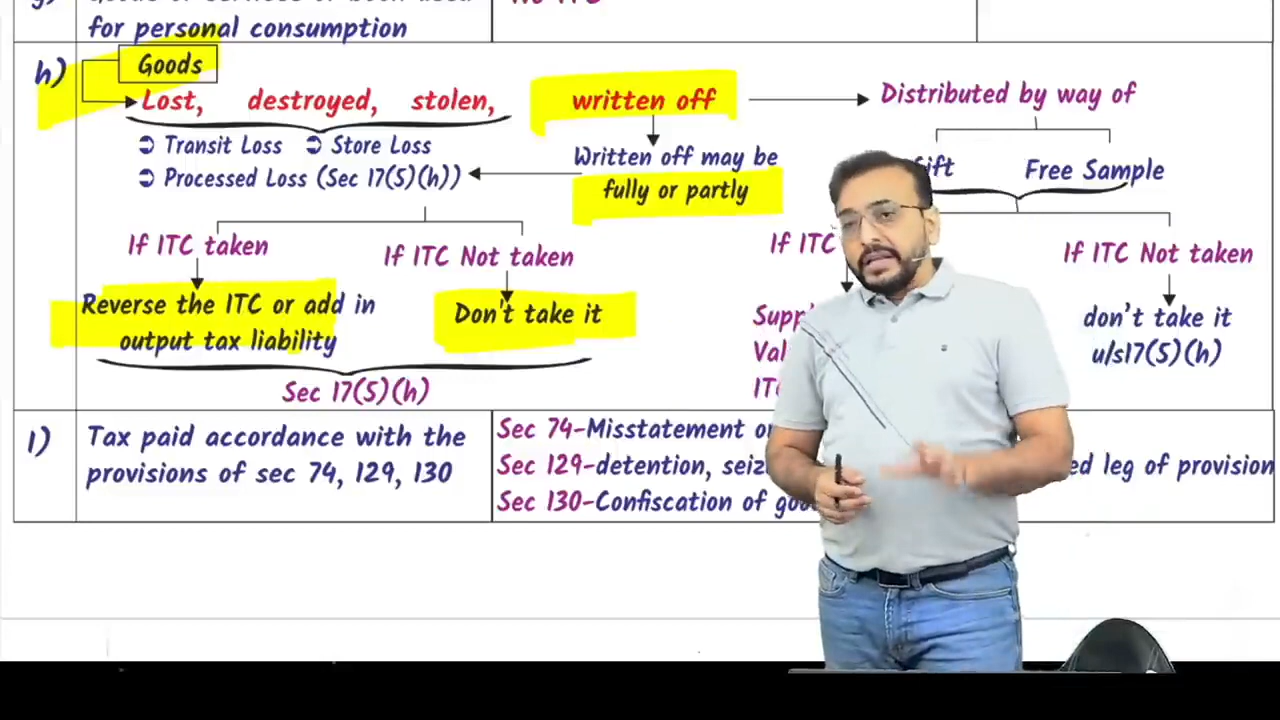 for personal consumption
h)
Goods
Lost, destroyed, stolen, written off
Distributed by way of
➲ Transit Loss ➲ Store Loss
➲ Processed Loss (Sec 17(5)(h))
Written off may be
fully or partly
Free Sample
If ITC taken
If ITC Not taken
If ITC
If ITC Not taken
Reverse the ITC or add in
output tax liability
Don't take it
don't take it
u/s17(5)(h)
Sec 17(5)(h)
Tax paid accordance with the
provisions of sec 74, 129, 130
Sec 74-Misstatement
Sec 129-detention,
ed leg of provision
Sec 130-Confiscation of